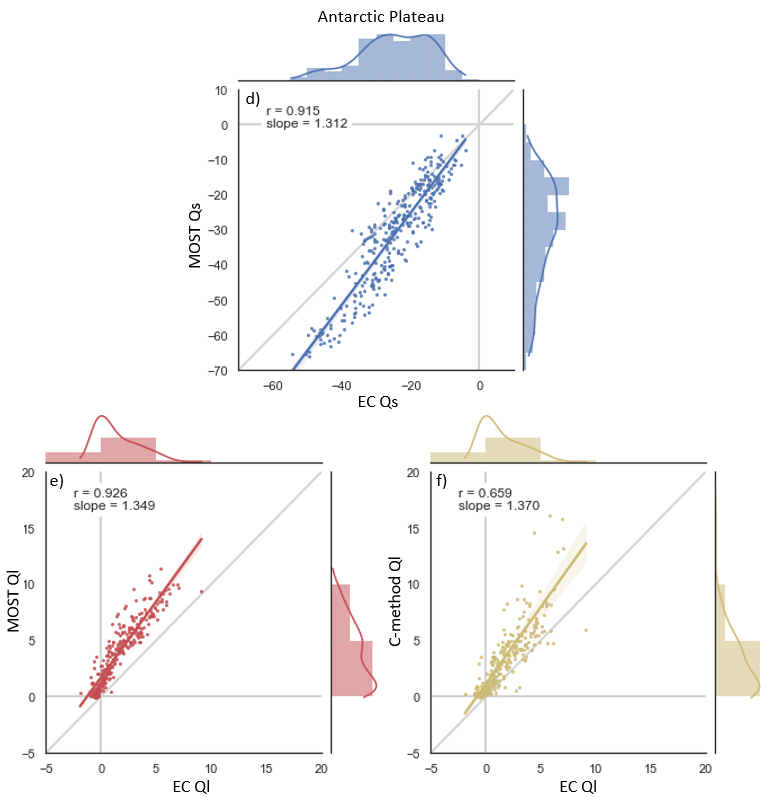 Antarctic Plateau
d)
r = 0.915
slope = 1.312
10
0
−10
−20
−30
−40
−50
−60
−70
MOST Qs
−60 −40 −20 0
EC Qs
e)
r = 0.926
slope = 1.349
20
15
10
5
0
−5
MOST Ql
−5 0 5 10 15 20
EC Ql
f)
r = 0.659
slope = 1.370
20
15
10
5
0
−5
C-method Ql
−5 0 5 10 15 20
EC Ql